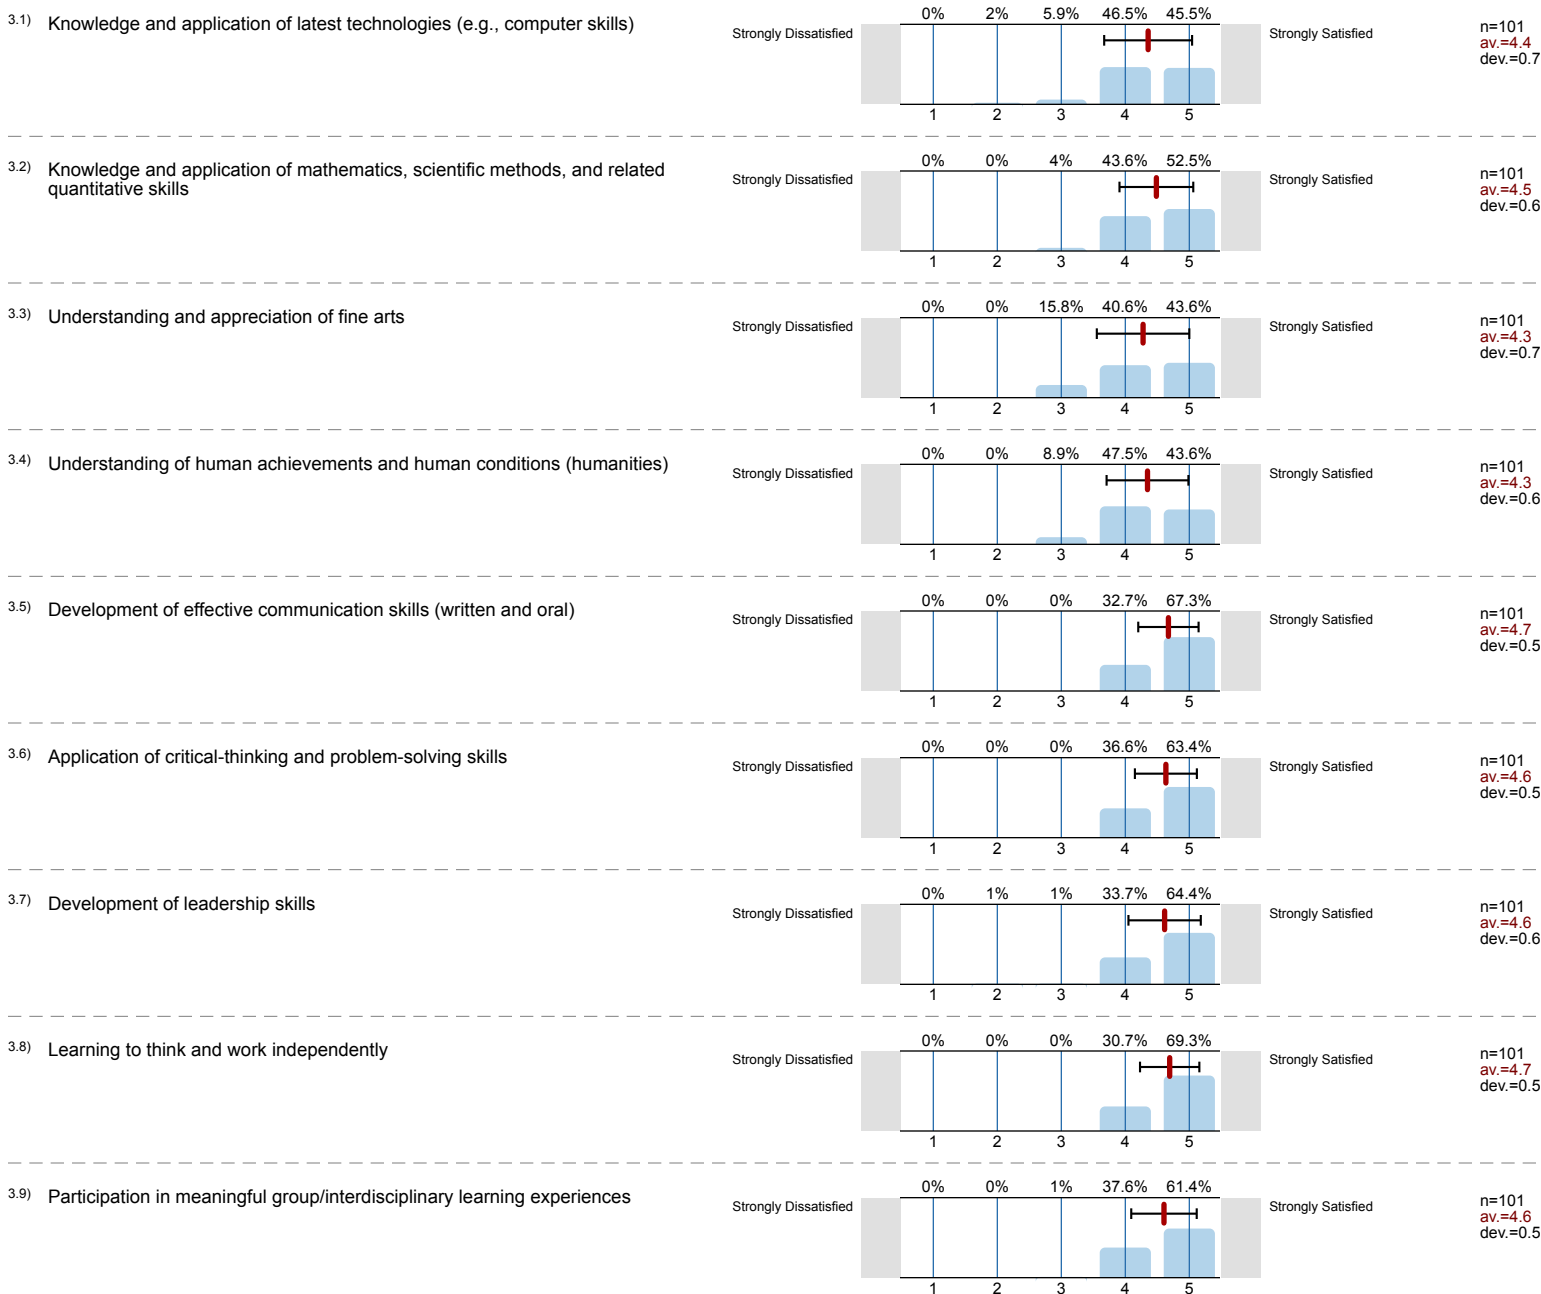 3.1) Knowledge and application of latest technologies (e.g., computer skills)
Strongly Dissatisfied
0% 2% 5.9% 46.5% 45.5%
1 2 3 4 5
Strongly Satisfied
n=101
av.=4.4
dev.=0.7
3.2) Knowledge and application of mathematics, scientific methods, and related
quantitative skills
Strongly Dissatisfied
0% 0% 4% 43.6% 52.5%
1 2 3 4 5
Strongly Satisfied
n=101
av.=4.5
dev.=0.6
3.3) Understanding and appreciation of fine arts
Strongly Dissatisfied
0% 0% 15.8% 40.6% 43.6%
1 2 3 4 5
Strongly Satisfied
n=101
av.=4.3
dev.=0.7
3.4) Understanding of human achievements and human conditions (humanities)
Strongly Dissatisfied
0% 0% 8.9% 47.5% 43.6%
1 2 3 4 5
Strongly Satisfied
n=101
av.=4.3
dev.=0.6
3.5) Development of effective communication skills (written and oral)
Strongly Dissatisfied
0% 0% 0% 32.7% 67.3%
1 2 3 4 5
Strongly Satisfied
n=101
av.=4.7
dev.=0.5
3.6) Application of critical-thinking and problem-solving skills
Strongly Dissatisfied
0% 0% 0% 36.6% 63.4%
1 2 3 4 5
Strongly Satisfied
n=101
av.=4.6
dev.=0.5
3.7) Development of leadership skills
Strongly Dissatisfied
0% 1% 1% 33.7% 64.4%
1 2 3 4 5
Strongly Satisfied
n=101
av.=4.6
dev.=0.6
3.8) Learning to think and work independently
Strongly Dissatisfied
0% 0% 0% 30.7% 69.3%
1 2 3 4 5
Strongly Satisfied
n=101
av.=4.7
dev.=0.5
3.9) Participation in meaningful group/interdisciplinary learning experiences
Strongly Dissatisfied
0% 0% 1% 37.6% 61.4%
1 2 3 4 5
Strongly Satisfied
n=101
av.=4.6
dev.=0.5